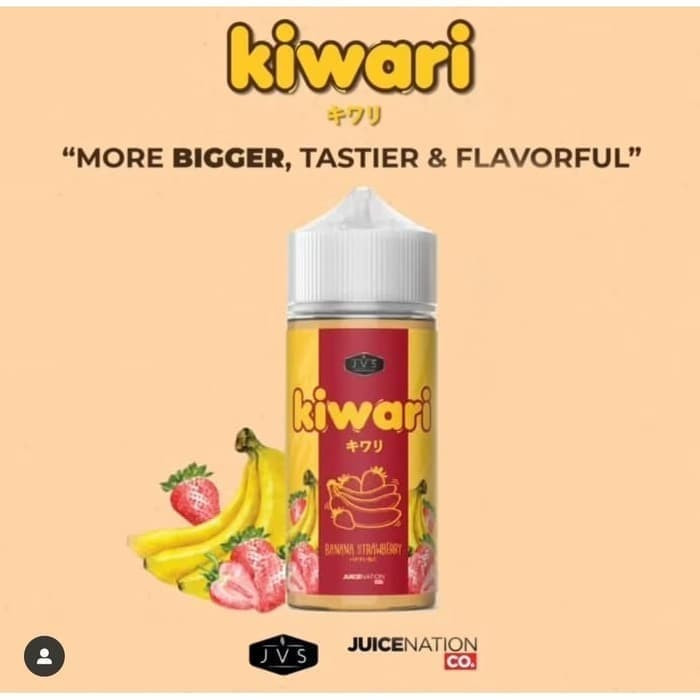 kiwari
キワリ
“MORE BIGGER, TASTIER & FLAVORFUL”
JVS
kiwari
キワリ
BANANA STRAWBERRY
JUICENATION
CO.
JVS
JUICENATION
CO.